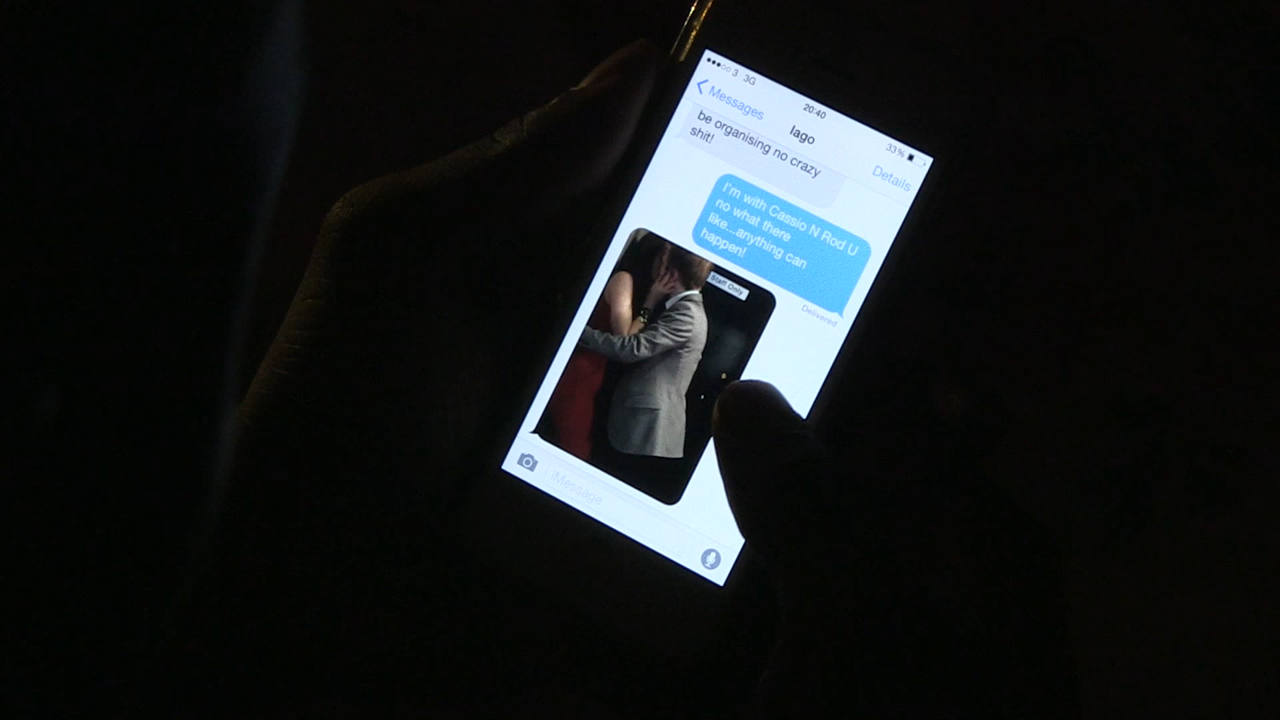 3 3G
20:40
33%
Messages
Iago
Details
be organising no crazy
shit!
I'm with Cassio N Rod U
no what there
like...anything can
happen!
Delivered
Staff Only
iMessage